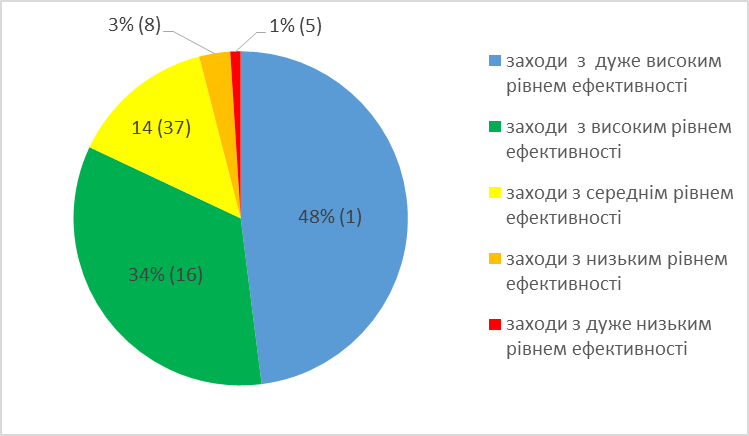 3% (8)
1% (5)
14 (37)
48% (1)
34% (16)
заходи з дуже високим
рівнем ефективності
заходи з високим рівнем
ефективності
заходи з середнім рівнем
ефективності
заходи з низьким рівнем
ефективності
заходи з дуже низьким
рівнем ефективності